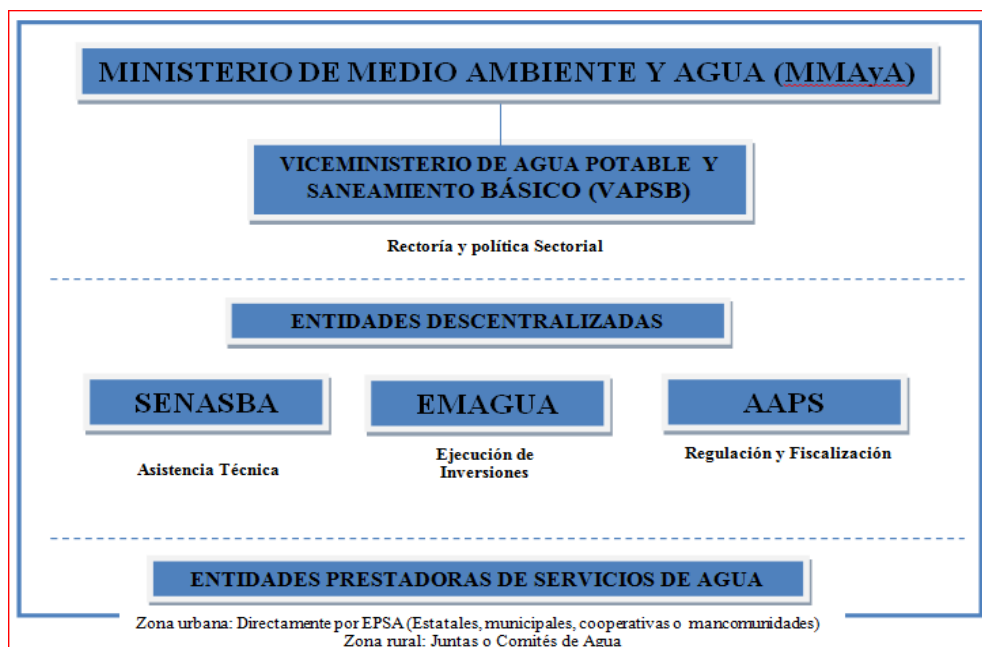 MINISTERIO DE MEDIO AMBIENTE Y AGUA (MMAyA)
VICEMINISTERIO DE AGUA POTABLE Y
SANEAMIENTO BÁSICO (VAPSB)
Rectoría y política Sectorial
ENTIDADES DESCENTRALIZADAS
SENASBA
Asistencia Técnica
EMAGUA
Ejecución de
Inversiones
AAPS
Regulación y Fiscalización
ENTIDADES PRESTADORAS DE SERVICIOS DE AGUA
Zona urbana: Directamente por EPSA (Estatales, municipales, cooperativas o mancomunidades)
Zona rural: Juntas o Comités de Agua